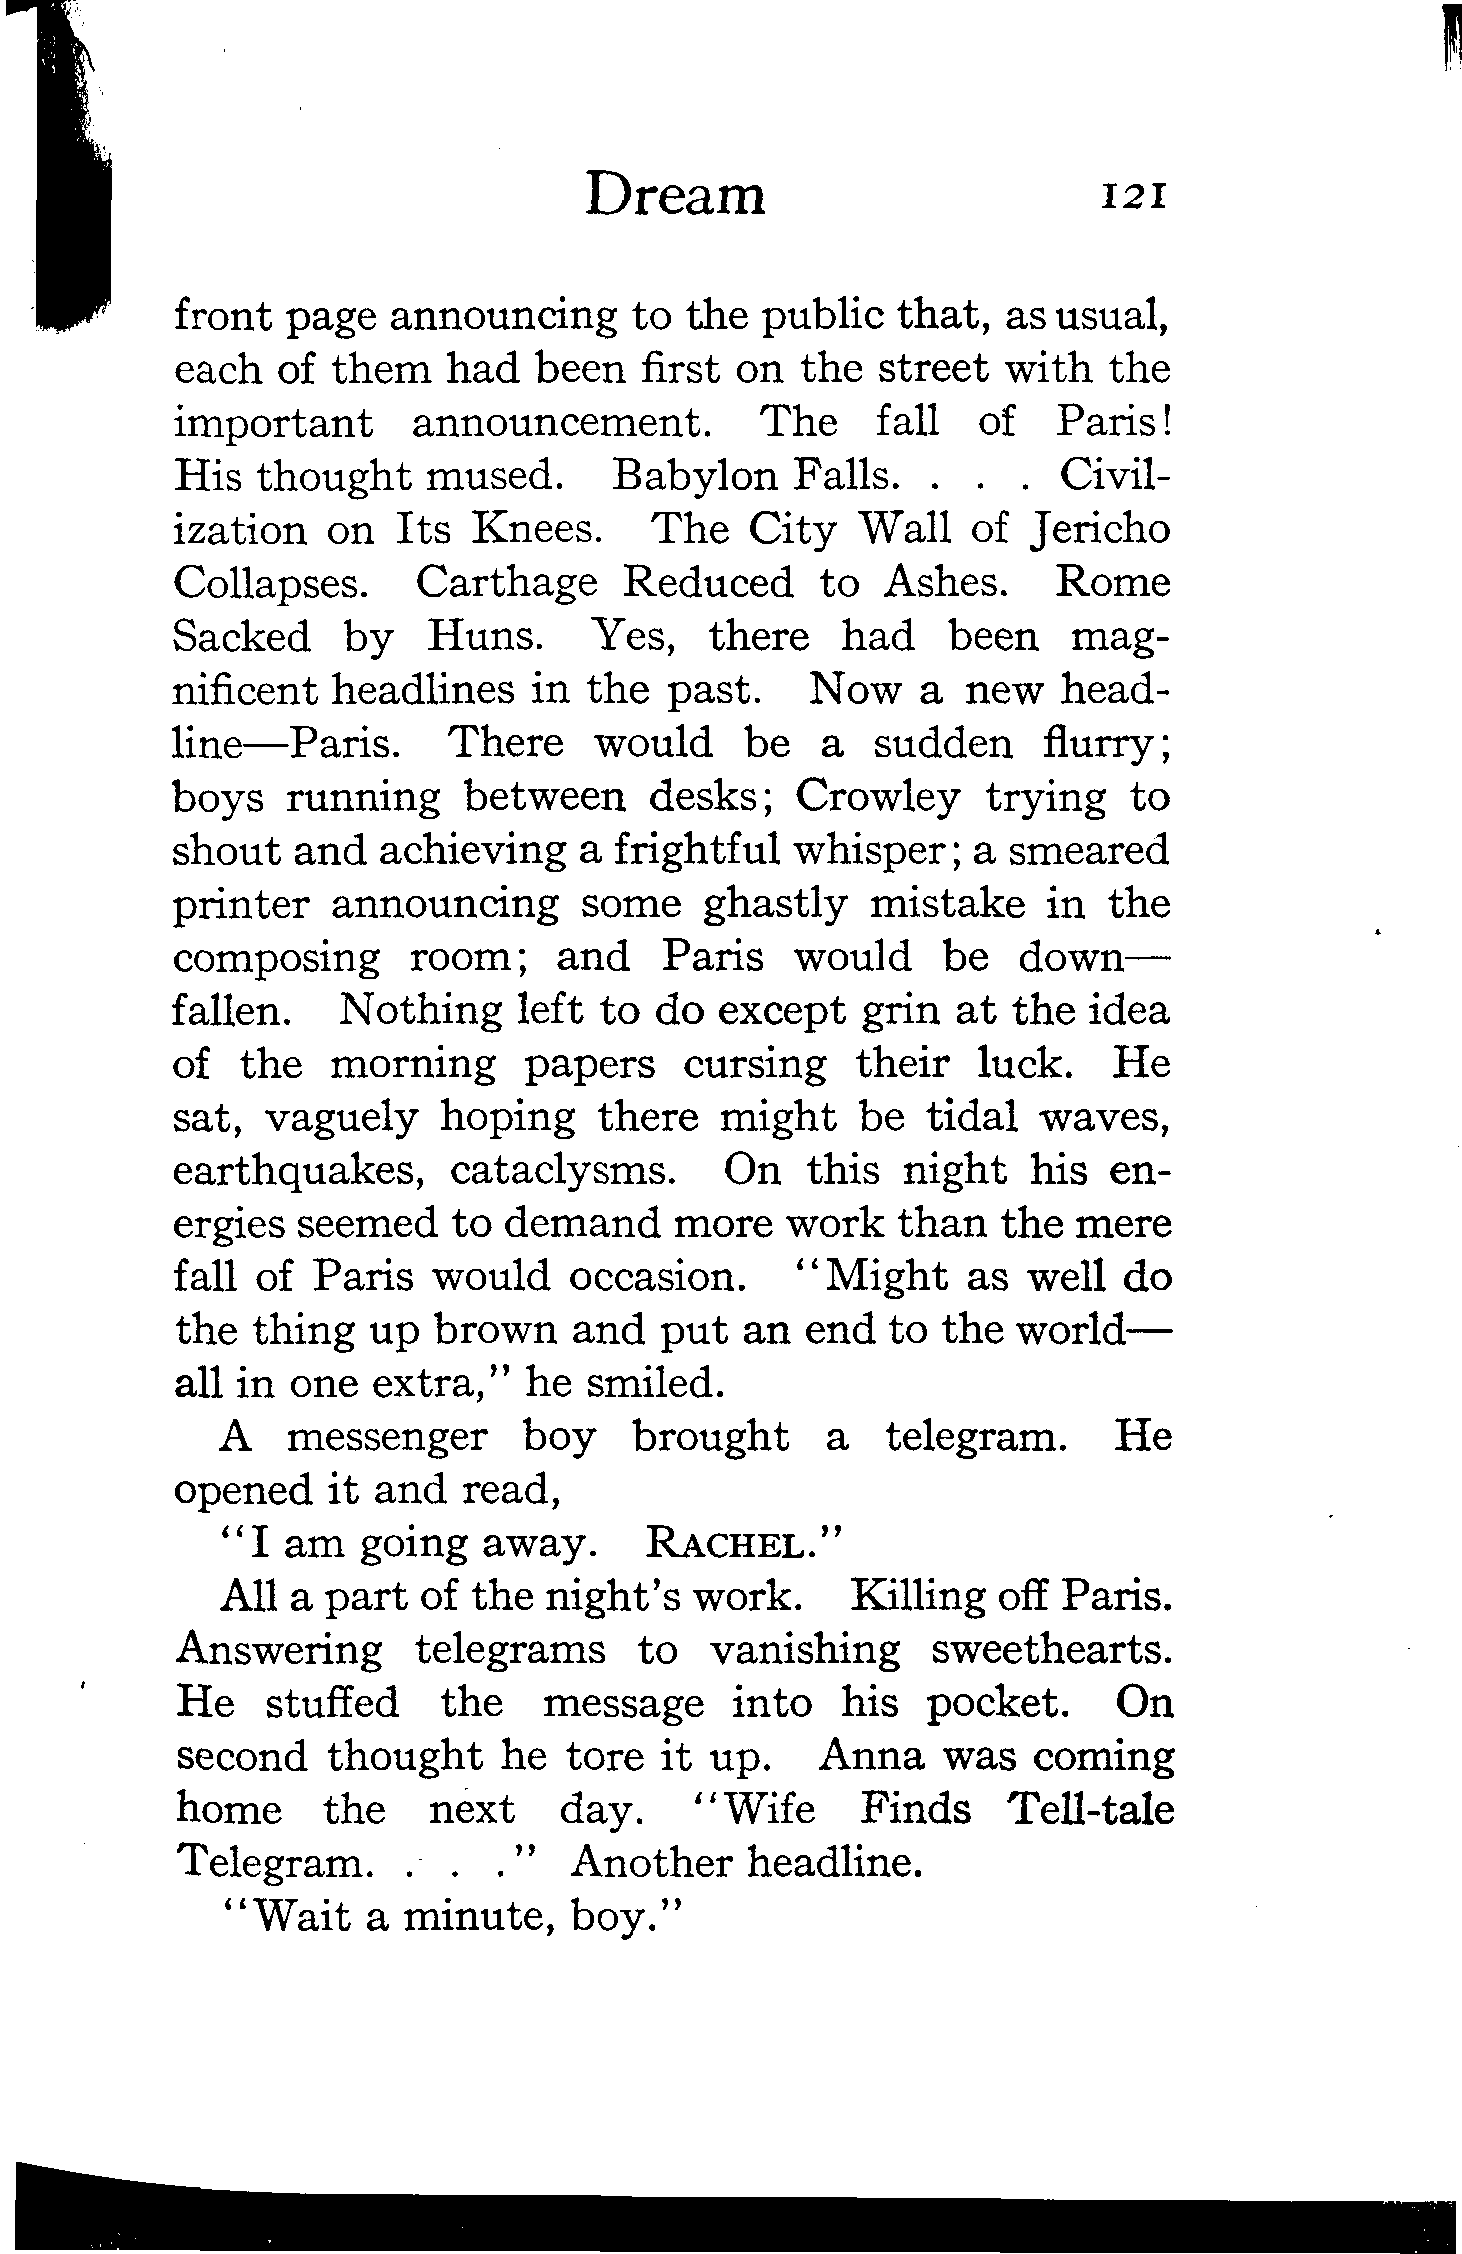 Dream 121
front page announcing to the public that, as usual,
each of them had been first on the street with the
important announcement. The fall of Paris!
His thought mused. Babylon Falls. . . . Civil-
ization on Its Knees. The City Wall of Jericho
Collapses. Carthage Reduced to Ashes. Rome
Sacked by Huns. Yes, there had been mag-
nificent headlines in the past. Now a new head-
line—Paris. There would be a sudden flurry;
boys running between desks; Crowley trying to
shout and achieving a frightful whisper; a smeared
printer announcing some ghastly mistake in the
composing room; and Paris would be down—
fallen. Nothing left to do except grin at the idea
of the morning papers cursing their luck. He
sat, vaguely hoping there might be tidal waves,
earthquakes, cataclysms. On this night his en-
ergies seemed to demand more work than the mere
fall of Paris would occasion. "Might as well do
the thing up brown and put an end to the world—
all in one extra," he smiled.
A messenger boy brought a telegram. He
opened it and read,
"I am going away. RACHEL."
All a part of the night's work. Killing off Paris.
Answering telegrams to vanishing sweethearts.
He stuffed the message into his pocket. On
second thought he tore it up. Anna was coming
home the next day. "Wife Finds Tell-tale
Telegram. . . ." Another headline.
"Wait a minute, boy."